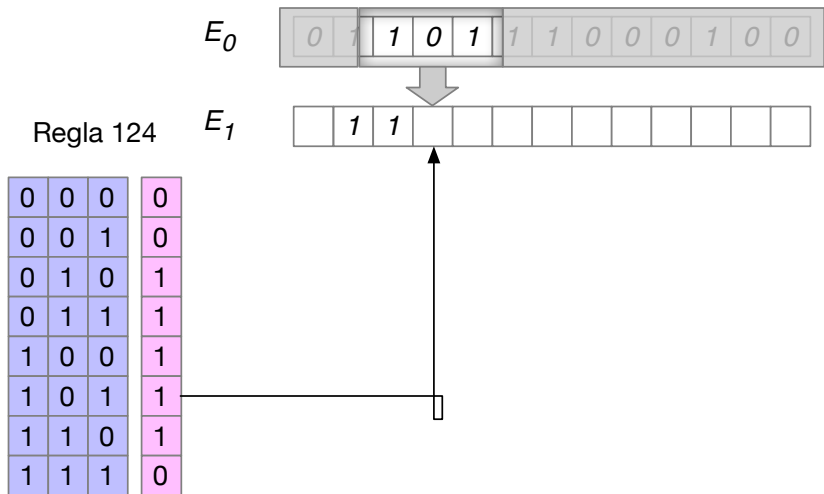 E0 0 1 1 0 1 1 1 0 0 0 1 0 0
Regla 124 E1 1 1
0 0 0 0
0 0 1 0
0 1 0 1
0 1 1 1
1 0 0 1
1 0 1 1
1 1 0 1
1 1 1 0